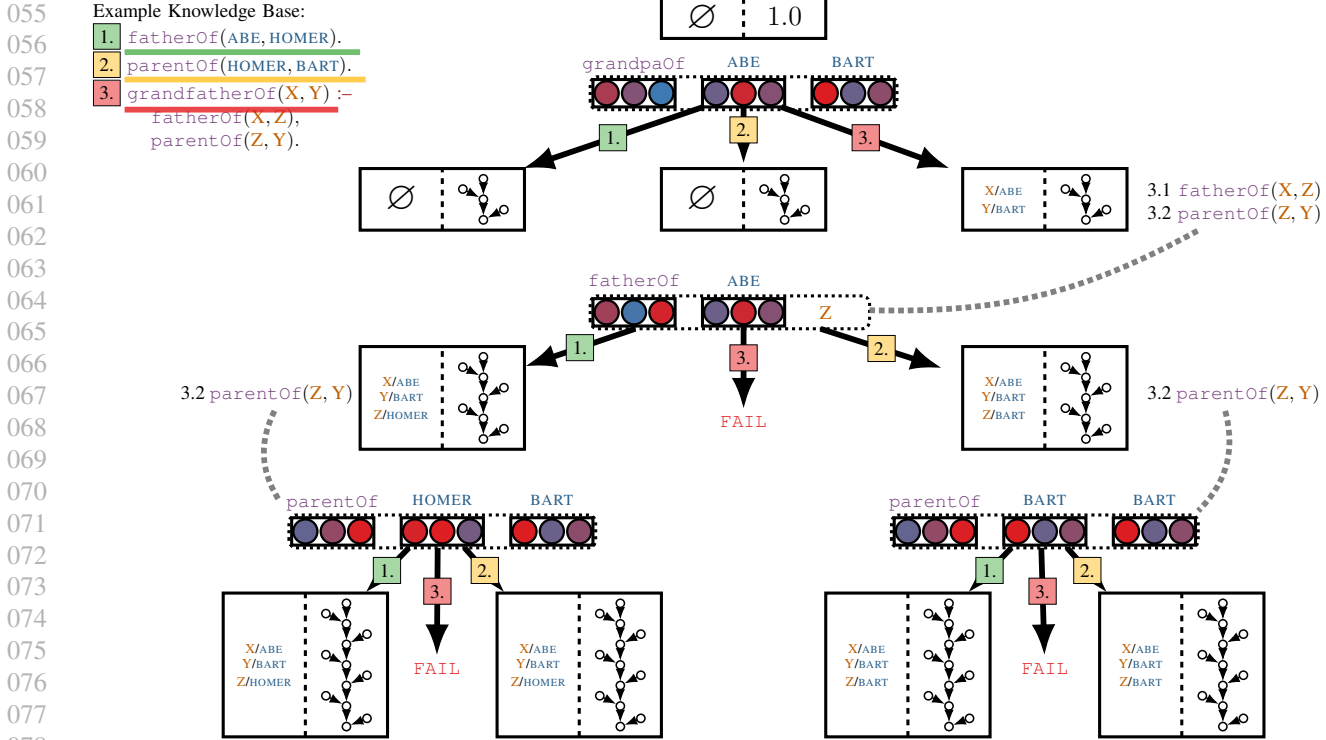 055
Example Knowledge Base:
∅ 1.0
056
1. fatherOf(ABE, HOMER).
057
2. parentOf(HOMER, BART).
grandpaOf ABE BART
058
3. grandfatherOf(X, Y) :–
fatherOf(X, Z),
059
parentOf(Z, Y).
1. 2. 3.
060
061
∅
∅
X/ABE
Y/BART
3.1 fatherOf(X, Z)
3.2 parentOf(Z, Y)
062
063
fatherOf ABE
064
Z
065
1. 3. 2.
066
067
3.2 parentOf(Z, Y)
X/ABE
Y/BART
Z/HOMER
FAIL
X/ABE
Y/BART
Z/BART
3.2 parentOf(Z, Y)
068
069
070
parentOf HOMER BART
parentOf BART BART
071
072
1. 3. 2.
1. 3. 2.
073
074
075
X/ABE
Y/BART
Z/HOMER
FAIL
X/ABE
Y/BART
Z/HOMER
X/ABE
Y/BART
Z/BART
FAIL
X/ABE
Y/BART
Z/BART
076
077